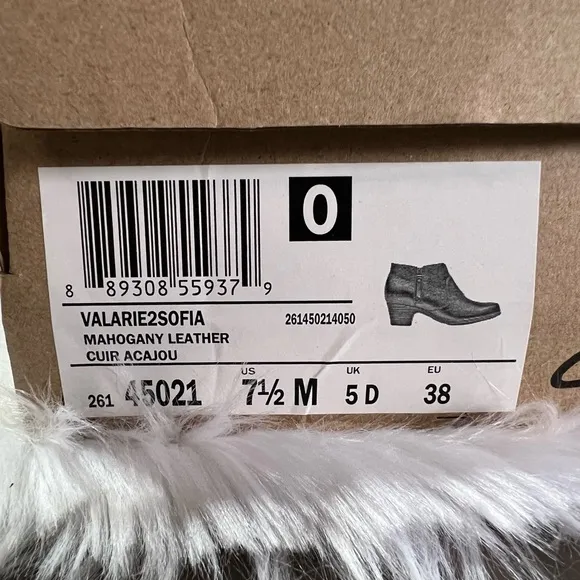 O
8 89308 55937 9
VALARIE2SOFIA 261450214050
MAHOGANY LEATHER
CUIR ACAJOU
US UK EU
261 45021 7½ M 5 D 38